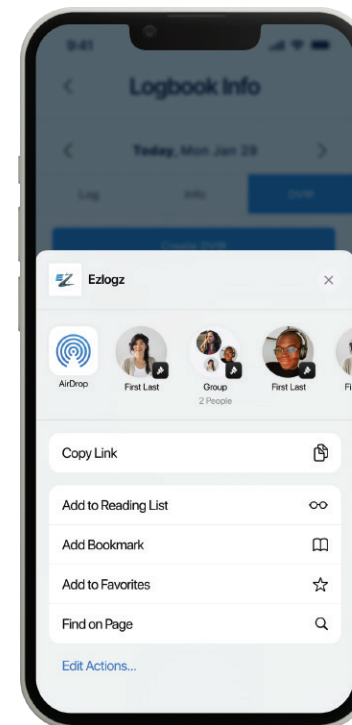 9:41
Logbook Info
Today, Mon Jan 29
Log Info DVIR
Create DVIR
EZ Ezlogz
AirDrop
First Last
Group
2 People
First Last
Fi
Copy Link
Add to Reading List
Add Bookmark
Add to Favorites
Find on Page
Edit Actions...